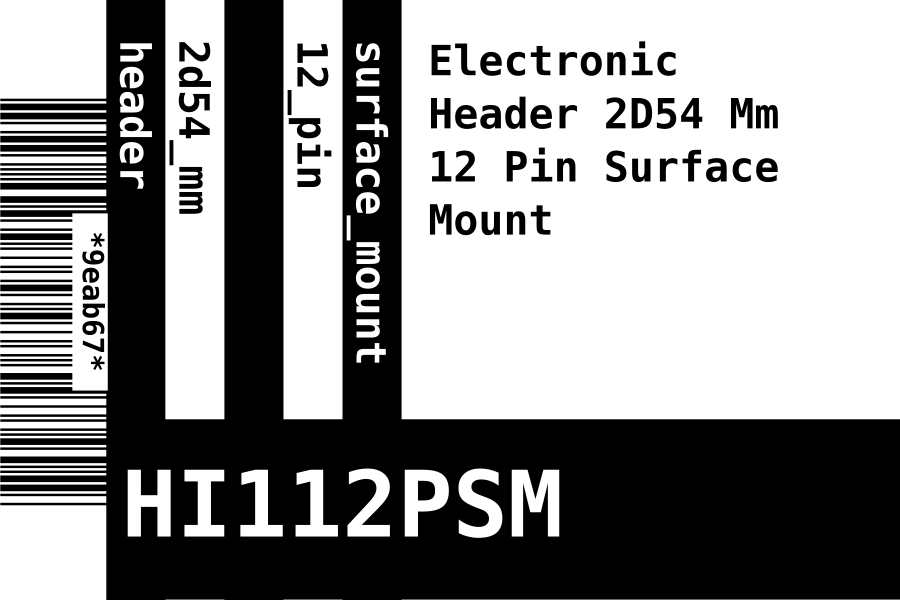 *9eab67*
header
2d54_mm
12_pin
surface_mount
Electronic
Header 2D54 Mm
12 Pin Surface
Mount
HI112PSM